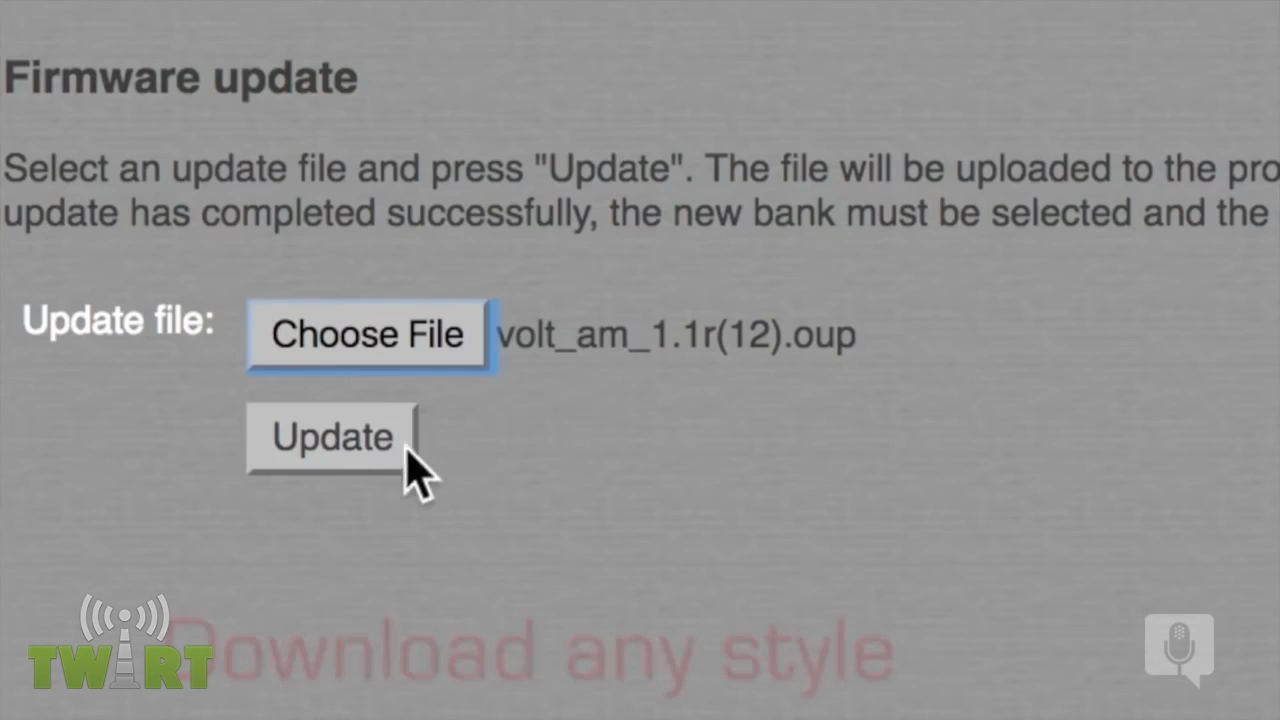 Firmware update
Select an update file and press "Update". The file will be uploaded to the pro
update has completed successfully, the new bank must be selected and the
Update file:
Choose File volt_am_1.1r(12).oup
Update
Download any style
TWiRT